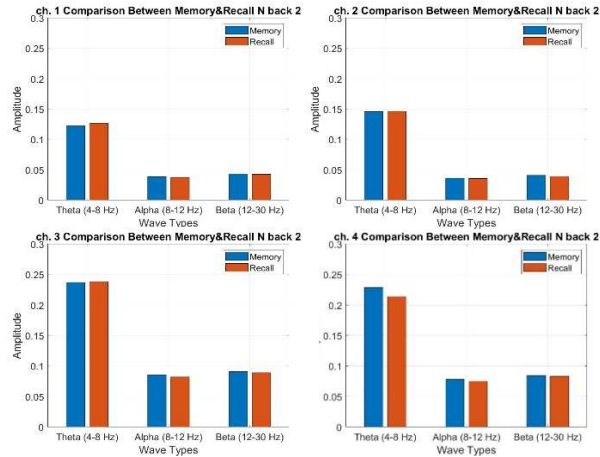 ch. 1 Comparison Between Memory&Recall N back 2
0.3
0.25
0.2
0.15
0.1
0.05
0
Amplitude
Memory
Recall
Theta (4-8 Hz) Alpha (8-12 Hz) Beta (12-30 Hz)
Wave Types
ch. 2 Comparison Between Memory&Recall N back 2
0.3
0.25
0.2
0.15
0.1
0.05
0
Amplitude
Memory
Recall
Theta (4-8 Hz) Alpha (8-12 Hz) Beta (12-30 Hz)
Wave Types
ch. 3 Comparison Between Memory&Recall N back 2
0.3
0.25
0.2
0.15
0.1
0.05
0
Amplitude
Memory
Recall
Theta (4-8 Hz) Alpha (8-12 Hz) Beta (12-30 Hz)
Wave Types
ch. 4 Comparison Between Memory&Recall N back 2
0.3
0.25
0.2
0.15
0.1
0.05
0
Memory
Recall
Theta (4-8 Hz) Alpha (8-12 Hz) Beta (12-30 Hz)
Wave Types